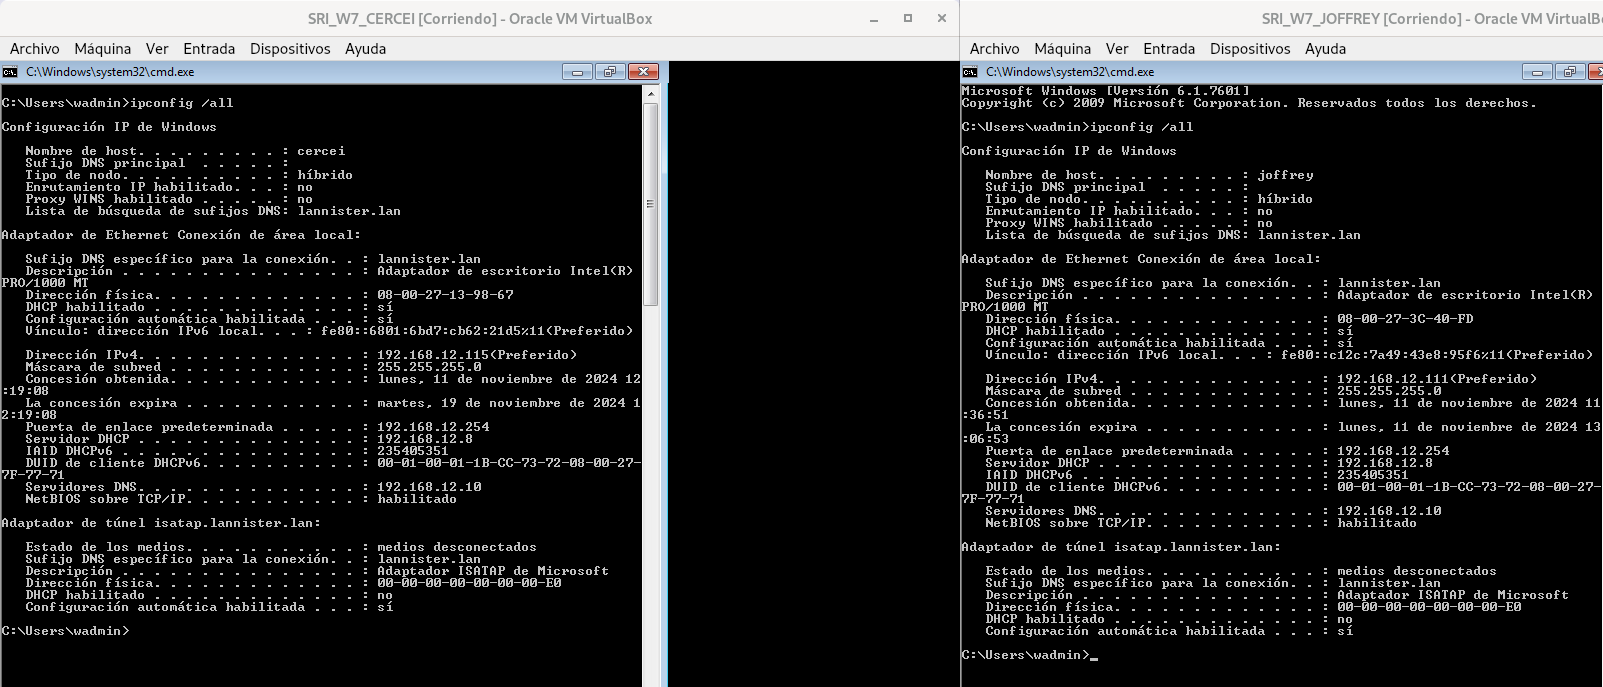 SRI_W7_CERCEI [Corriendo] - Oracle VM VirtualBox
Archivo Máquina Ver Entrada Dispositivos Ayuda
C:\Windows\system32\cmd.exe
C:\Users\wadmin>ipconfig /all
Configuración IP de Windows
Nombre de host. . . . . . . . . : cercei
Sufijo DNS principal . . . . . :
Tipo de nodo. . . . . . . . . . : híbrido
Enrutamiento IP habilitado. . . : no
Proxy WINS habilitado . . . . . : no
Lista de búsqueda de sufijos DNS: lannister.lan
Adaptador de Ethernet Conexión de área local:
Sufijo DNS específico para la conexión. . : lannister.lan
Descripción . . . . . . . . . . . . . . . : Adaptador de escritorio Intel(R)
PRO/1000 MT
Dirección física. . . . . . . . . . . . . : 08-00-27-13-98-67
DHCP habilitado . . . . . . . . . . . . . : sí
Configuración automática habilitada . . . : sí
Vínculo: dirección IPv6 local. . . : fe80::6801:6bd7:cb62:21d5%11(Preferido)
Dirección IPv4. . . . . . . . . . . . . . : 192.168.12.115(Preferido)
Máscara de subred . . . . . . . . . . . . : 255.255.255.0
Concesión obtenida. . . . . . . . . . . . : lunes, 11 de noviembre de 2024 12
:19:08
La concesión expira . . . . . . . . . . . : martes, 19 de noviembre de 2024 1
2:19:08
Puerta de enlace predeterminada . . . . . : 192.168.12.254
Servidor DHCP . . . . . . . . . . . . . . : 192.168.12.8
IAID DHCPv6 . . . . . . . . . . . . . . . : 235405351
DUID de cliente DHCPv6. . . . . . . . . . : 00-01-00-01-1B-CC-73-72-08-00-27-
7F-77-71
Servidores DNS. . . . . . . . . . . . . . : 192.168.12.10
NetBIOS sobre TCP/IP. . . . . . . . . . . : habilitado
Adaptador de túnel isatap.lannister.lan:
Estado de los medios. . . . . . . . . . . : medios desconectados
Sufijo DNS específico para la conexión. . : lannister.lan
Descripción . . . . . . . . . . . . . . . : Adaptador ISATAP de Microsoft
Dirección física. . . . . . . . . . . . . : 00-00-00-00-00-00-00-E0
DHCP habilitado . . . . . . . . . . . . . : no
Configuración automática habilitada . . . : sí
C:\Users\wadmin>
SRI_W7_JOFFREY [Corriendo] - Oracle VM VirtualBo
Archivo Máquina Ver Entrada Dispositivos Ayuda
C:\Windows\system32\cmd.exe
Microsoft Windows [Versión 6.1.7601]
Copyright (c) 2009 Microsoft Corporation. Reservados todos los derechos.
C:\Users\wadmin>ipconfig /all
Configuración IP de Windows
Nombre de host. . . . . . . . . : joffrey
Sufijo DNS principal . . . . . :
Tipo de nodo. . . . . . . . . . : híbrido
Enrutamiento IP habilitado. . . : no
Proxy WINS habilitado . . . . . : no
Lista de búsqueda de sufijos DNS: lannister.lan
Adaptador de Ethernet Conexión de área local:
Sufijo DNS específico para la conexión. . : lannister.lan
Descripción . . . . . . . . . . . . . . . : Adaptador de escritorio Intel(R)
PRO/1000 MT
Dirección física. . . . . . . . . . . . . : 08-00-27-3C-40-FD
DHCP habilitado . . . . . . . . . . . . . : sí
Configuración automática habilitada . . . : sí
Vínculo: dirección IPv6 local. . . : fe80::c12c:7a49:43e8:95f6%11(Preferido)
Dirección IPv4. . . . . . . . . . . . . . : 192.168.12.111(Preferido)
Máscara de subred . . . . . . . . . . . . : 255.255.255.0
Concesión obtenida. . . . . . . . . . . . : lunes, 11 de noviembre de 2024 11
:36:51
La concesión expira . . . . . . . . . . . : lunes, 11 de noviembre de 2024 13
:06:53
Puerta de enlace predeterminada . . . . . : 192.168.12.254
Servidor DHCP . . . . . . . . . . . . . . : 192.168.12.8
IAID DHCPv6 . . . . . . . . . . . . . . . : 235405351
DUID de cliente DHCPv6. . . . . . . . . . : 00-01-00-01-1B-CC-73-72-08-00-27-
7F-77-71
Servidores DNS. . . . . . . . . . . . . . : 192.168.12.10
NetBIOS sobre TCP/IP. . . . . . . . . . . : habilitado
Adaptador de túnel isatap.lannister.lan:
Estado de los medios. . . . . . . . . . . : medios desconectados
Sufijo DNS específico para la conexión. . : lannister.lan
Descripción . . . . . . . . . . . . . . . : Adaptador ISATAP de Microsoft
Dirección física. . . . . . . . . . . . . : 00-00-00-00-00-00-00-E0
DHCP habilitado . . . . . . . . . . . . . : no
Configuración automática habilitada . . . : sí
C:\Users\wadmin>_